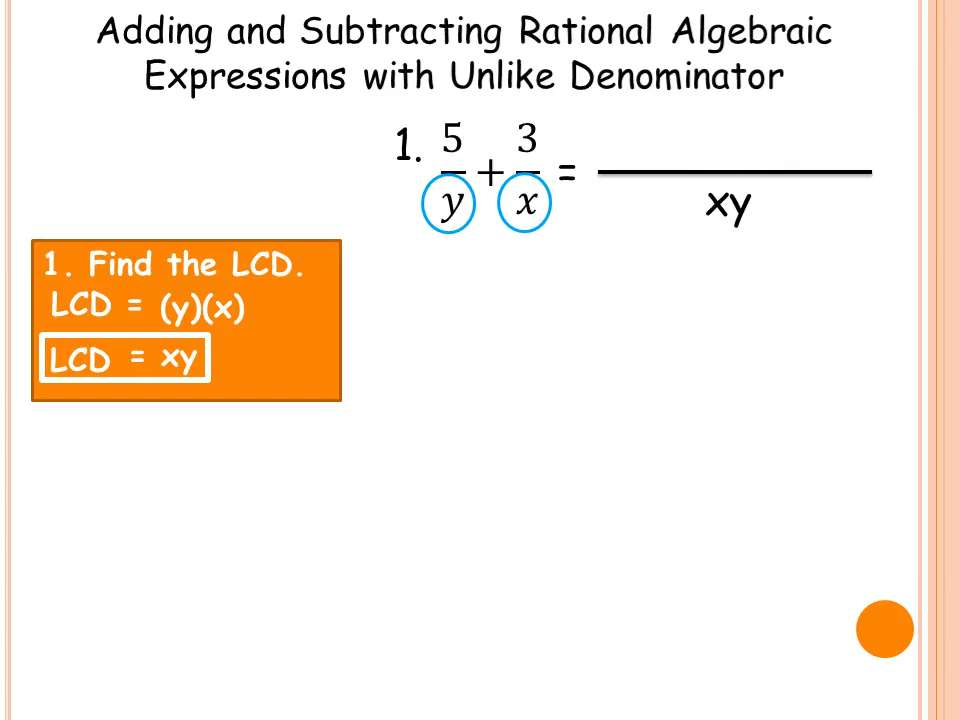 Adding and Subtracting Rational Algebraic
Expressions with Unlike Denominator
1. 5/y + 3/x = ——— / xy
1. Find the LCD.
LCD = (y)(x)
LCD = xy